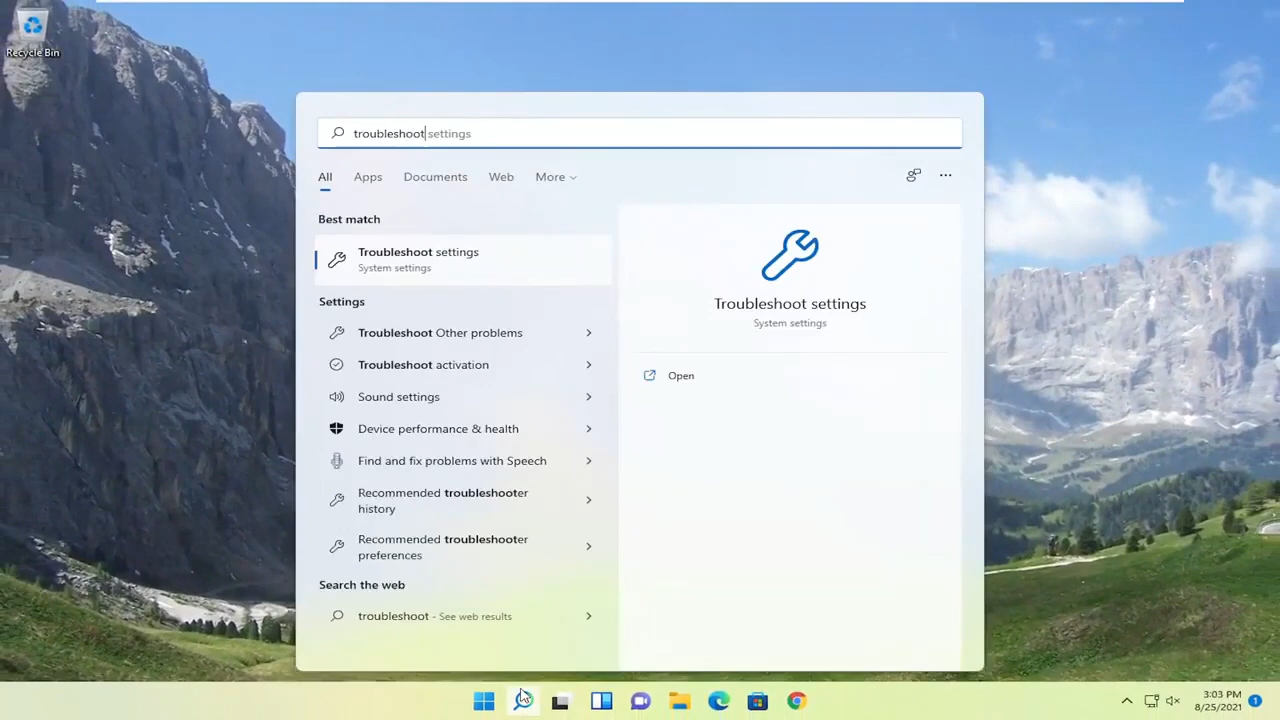 Recycle Bin
troubleshoot settings
All Apps Documents Web More
Best match
Troubleshoot settings
System settings
Settings
Troubleshoot Other problems
Troubleshoot activation
Sound settings
Device performance & health
Find and fix problems with Speech
Recommended troubleshooter
history
Recommended troubleshooter
preferences
Search the web
troubleshoot - See web results
Troubleshoot settings
System settings
Open
3:03 PM
8/25/2021
1